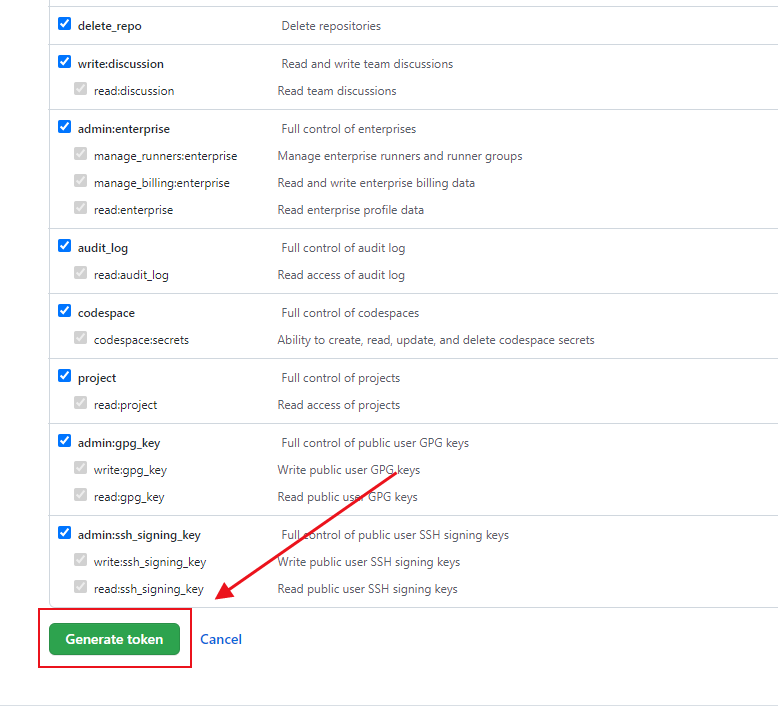 delete_repo Delete repositories
write:discussion Read and write team discussions
read:discussion Read team discussions
admin:enterprise Full control of enterprises
manage_runners:enterprise Manage enterprise runners and runner groups
manage_billing:enterprise Read and write enterprise billing data
read:enterprise Read enterprise profile data
audit_log Full control of audit log
read:audit_log Read access of audit log
codespace Full control of codespaces
codespace:secrets Ability to create, read, update, and delete codespace secrets
project Full control of projects
read:project Read access of projects
admin:gpg_key Full control of public user GPG keys
write:gpg_key Write public user GPG keys
read:gpg_key Read public user GPG keys
admin:ssh_signing_key Full control of public user SSH signing keys
write:ssh_signing_key Write public user SSH signing keys
read:ssh_signing_key Read public user SSH signing keys
Generate token Cancel